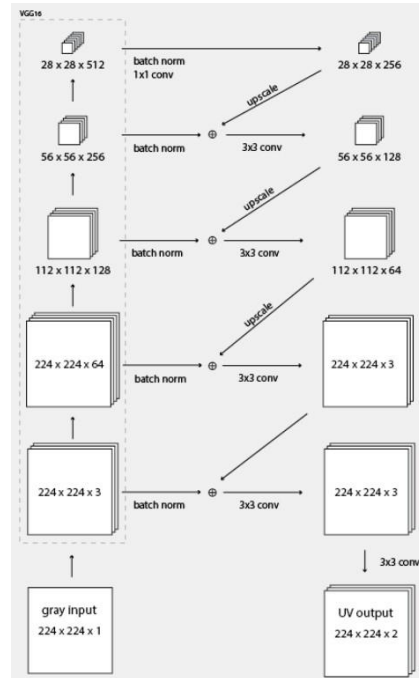 VGG16
28 x 28 x 512
batch norm
1x1 conv
28 x 28 x 256
upscale
56 x 56 x 256
batch norm
⊕
3x3 conv
56 x 56 x 128
upscale
112 x 112 x 128
batch norm
⊕
3x3 conv
112 x 112 x 64
upscale
224 x 224 x 64
batch norm
⊕
3x3 conv
224 x 224 x 3
224 x 224 x 3
batch norm
⊕
3x3 conv
224 x 224 x 3
3x3 conv
gray input
224 x 224 x 1
UV output
224 x 224 x 2